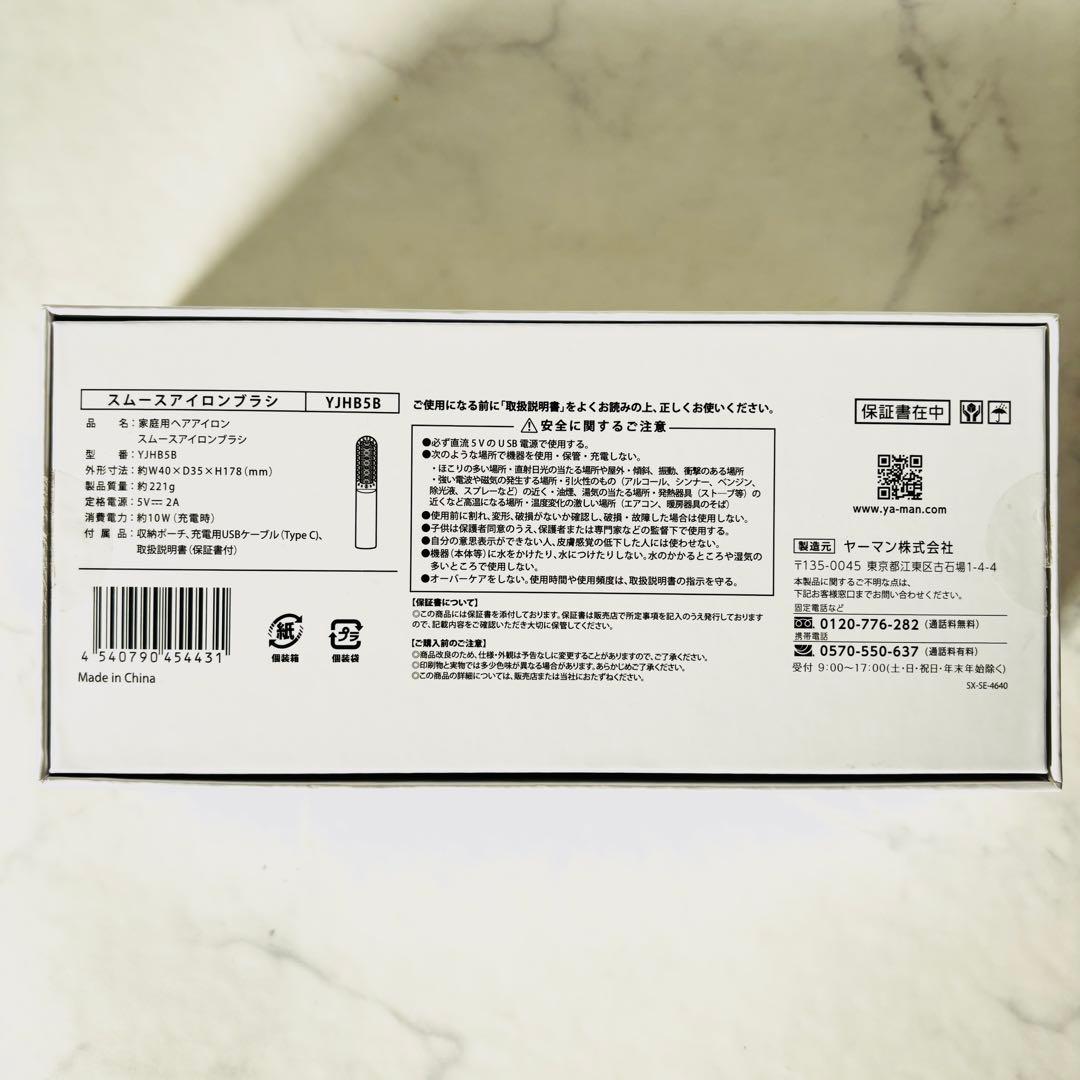 スムースアイロンブラシ YJHB5B
品名：家庭用ヘアアイロン
スムースアイロンブラシ
型番：YJHB5B
外形寸法：約W40×D35×H178（mm）
製品質量：約221g
定格電源：5V⎓2A
消費電力：約10W（充電時）
付属品：収納ポーチ、充電用USBケーブル（Type C）、
取扱説明書（保証書付）
4 540790 454431
Made in China
紙
個装箱
プラ
個装袋
ご使用になる前に「取扱説明書」をよくお読みの上、正しくお使いください。
安全に関するご注意
●必ず直流5VのUSB電源で使用する。
●次のような場所で機器を使用・保管・充電しない。
・ほこりの多い場所・直射日光の当たる場所や屋外・傾斜、振動、衝撃のある場所
・強い電波や磁気の発生する場所・引火性のもの（アルコール、シンナー、ベンジン、
除光液、スプレーなど）の近く・油煙、湯気の当たる場所・発熱器具（ストーブ等）の
近くなど高温になる場所・温度変化の激しい場所（エアコン、暖房器具のそば）
●使用前に割れ、変形、破損がないか確認し、破損・故障した場合は使用しない。
●子供は保護者同意のうえ、保護者または専門家などの監督下で使用する。
●自分の意思表示ができない人、皮膚感覚の低下した人には使わせない。
●機器（本体等）に水をかけたり、水につけたりしない。水のかかるところや湿気の
多いところで使用しない。
●オーバーケアをしない。使用時間や使用頻度は、取扱説明書の指示を守る。
【保証書について】
◎この商品には保証書を添付しております。保証書は販売店で所定事項を記入のうえ発行しております
ので、記載内容をご確認いただき大切に保管してください。
【ご購入前のご注意】
◎商品改良のため、仕様・外観は予告なしに変更することがありますので、ご了承ください。
◎印刷物と実物では多少色味が異なる場合があります。あらかじめご了承ください。
◎この商品の詳細については、販売店または当社におたずねください。
保証書在中
www.ya-man.com
製造元 ヤーマン株式会社
〒135-0045 東京都江東区古石場1-4-4
本製品に関するご不明な点は、
下記お客様窓口までお問い合わせください。
固定電話など
0120-776-282（通話料無料）
携帯電話
0570-550-637（通話料有料）
受付 9:00〜17:00（土・日・祝日・年末年始除く）
SX-SE-4640